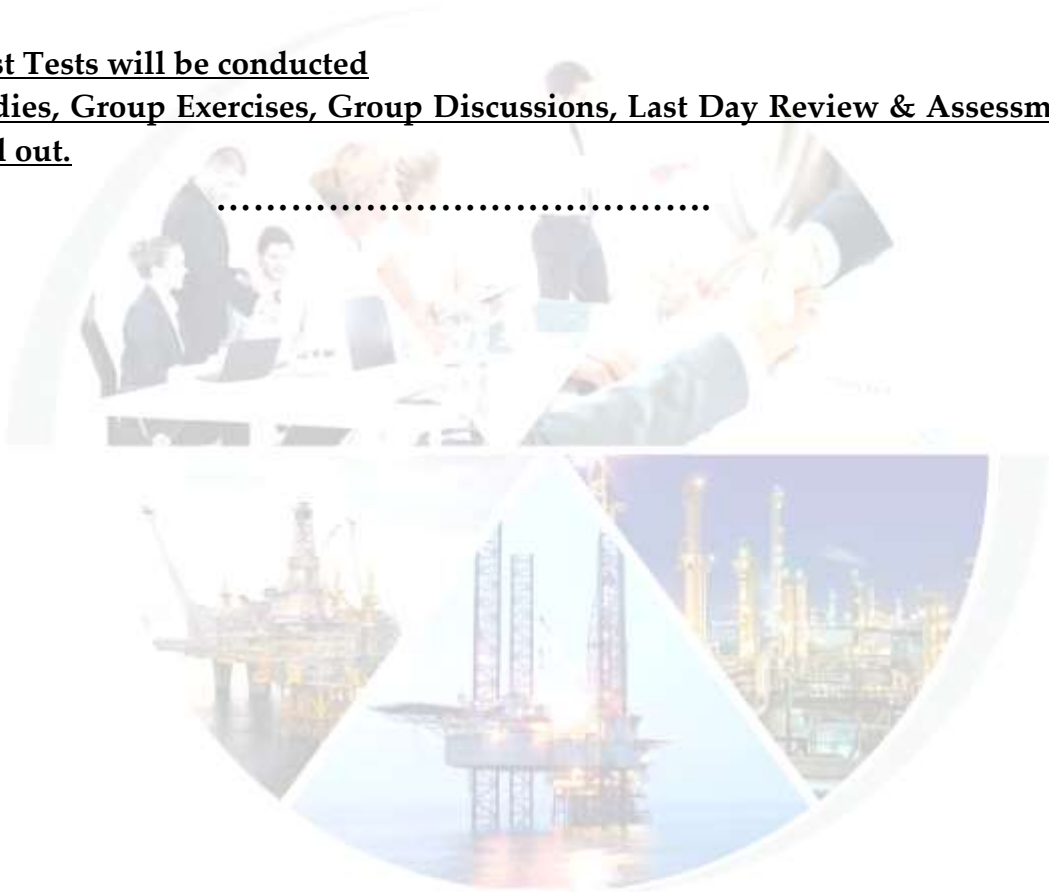 st Tests will be conducted
dies, Group Exercises, Group Discussions, Last Day Review & Assessm
l out.
…………………………………..